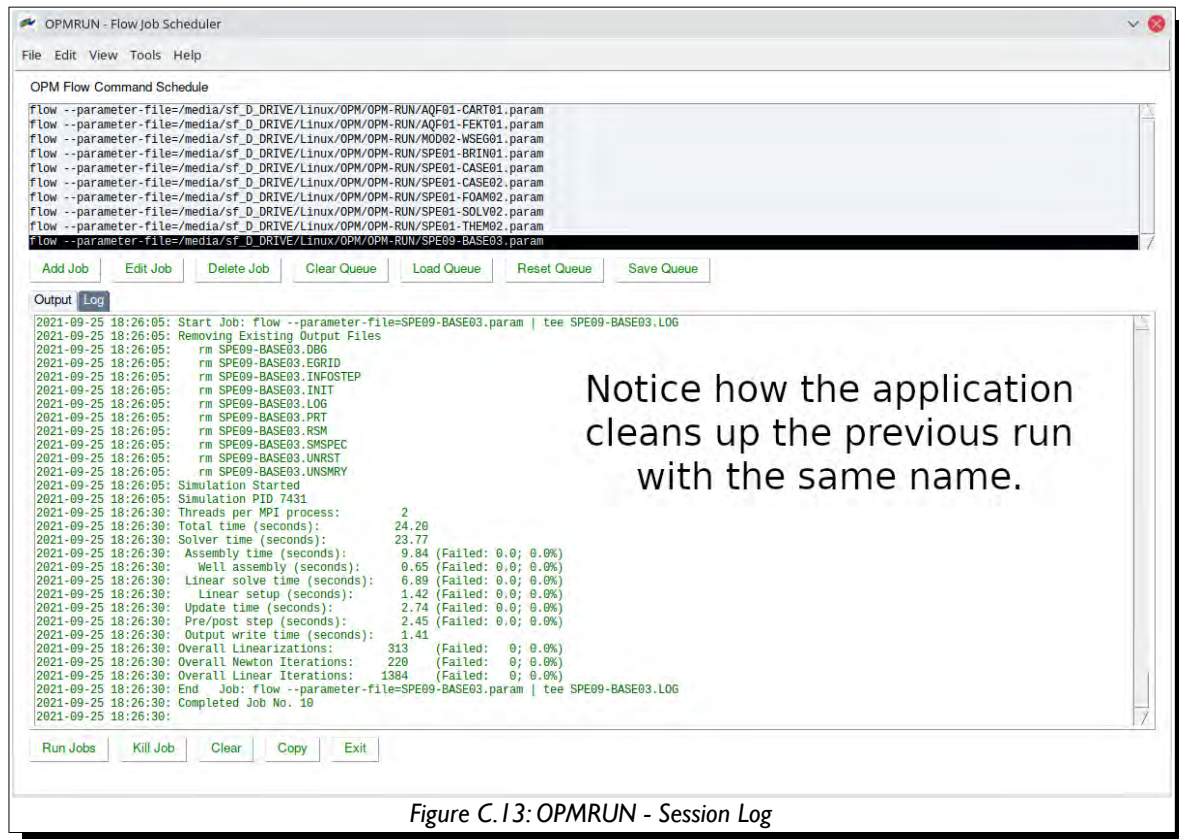 OPMRUN - Flow Job Scheduler
File Edit View Tools Help
OPM Flow Command Schedule
flow --parameter-file=/media/sf_D_DRIVE/Linux/OPM/OPM-RUN/AQF01-CART01.param
flow --parameter-file=/media/sf_D_DRIVE/Linux/OPM/OPM-RUN/AQF01-FEKT01.param
flow --parameter-file=/media/sf_D_DRIVE/Linux/OPM/OPM-RUN/MOD02-WSEG01.param
flow --parameter-file=/media/sf_D_DRIVE/Linux/OPM/OPM-RUN/SPE01-BRIN01.param
flow --parameter-file=/media/sf_D_DRIVE/Linux/OPM/OPM-RUN/SPE01-CASE01.param
flow --parameter-file=/media/sf_D_DRIVE/Linux/OPM/OPM-RUN/SPE01-CASE02.param
flow --parameter-file=/media/sf_D_DRIVE/Linux/OPM/OPM-RUN/SPE01-FOAM02.param
flow --parameter-file=/media/sf_D_DRIVE/Linux/OPM/OPM-RUN/SPE01-SOLV02.param
flow --parameter-file=/media/sf_D_DRIVE/Linux/OPM/OPM-RUN/SPE01-THEM02.param
flow --parameter-file=/media/sf_D_DRIVE/Linux/OPM/OPM-RUN/SPE09-BASE03.param
Add Job Edit Job Delete Job Clear Queue Load Queue Reset Queue Save Queue
Output Log
2021-09-25 18:26:05: Start Job: flow --parameter-file=SPE09-BASE03.param | tee SPE09-BASE03.LOG
2021-09-25 18:26:05: Removing Existing Output Files
2021-09-25 18:26:05: rm SPE09-BASE03.DBG
2021-09-25 18:26:05: rm SPE09-BASE03.EGRID
2021-09-25 18:26:05: rm SPE09-BASE03.INFOSTEP
2021-09-25 18:26:05: rm SPE09-BASE03.INIT
2021-09-25 18:26:05: rm SPE09-BASE03.LOG
2021-09-25 18:26:05: rm SPE09-BASE03.PRT
2021-09-25 18:26:05: rm SPE09-BASE03.RSM
2021-09-25 18:26:05: rm SPE09-BASE03.SMSPEC
2021-09-25 18:26:05: rm SPE09-BASE03.UNRST
2021-09-25 18:26:05: rm SPE09-BASE03.UNSMRY
2021-09-25 18:26:05: Simulation Started
2021-09-25 18:26:05: Simulation PID 7431
2021-09-25 18:26:30: Threads per MPI process: 2
2021-09-25 18:26:30: Total time (seconds): 24.20
2021-09-25 18:26:30: Solver time (seconds): 23.77
2021-09-25 18:26:30: Assembly time (seconds): 9.84 (Failed: 0.0; 0.0%)
2021-09-25 18:26:30: Well assembly (seconds): 0.65 (Failed: 0.0; 0.0%)
2021-09-25 18:26:30: Linear solve time (seconds): 6.89 (Failed: 0.0; 0.0%)
2021-09-25 18:26:30: Linear setup (seconds): 1.42 (Failed: 0.0; 0.0%)
2021-09-25 18:26:30: Update time (seconds): 2.74 (Failed: 0.0; 0.0%)
2021-09-25 18:26:30: Pre/post step (seconds): 2.45 (Failed: 0.0; 0.0%)
2021-09-25 18:26:30: Output write time (seconds): 1.41
2021-09-25 18:26:30: Overall Linearizations: 313 (Failed: 0; 0.0%)
2021-09-25 18:26:30: Overall Newton Iterations: 220 (Failed: 0; 0.0%)
2021-09-25 18:26:30: Overall Linear Iterations: 1384 (Failed: 0; 0.0%)
2021-09-25 18:26:30: End Job: flow --parameter-file=SPE09-BASE03.param | tee SPE09-BASE03.LOG
2021-09-25 18:26:30: Completed Job No. 10
2021-09-25 18:26:30:
Notice how the application
cleans up the previous run
with the same name.
Run Jobs Kill Job Clear Copy Exit
Figure C.13: OPMRUN - Session Log